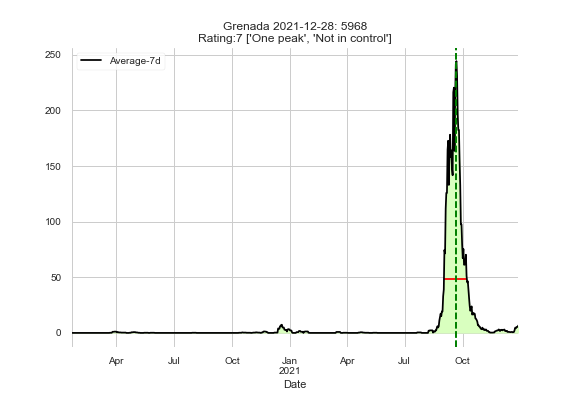 Grenada 2021-12-28: 5968
Rating:7 ['One peak', 'Not in control']
Average-7d
250
200
150
100
50
0
Apr Jul Oct Jan Apr Jul Oct
2021
Date